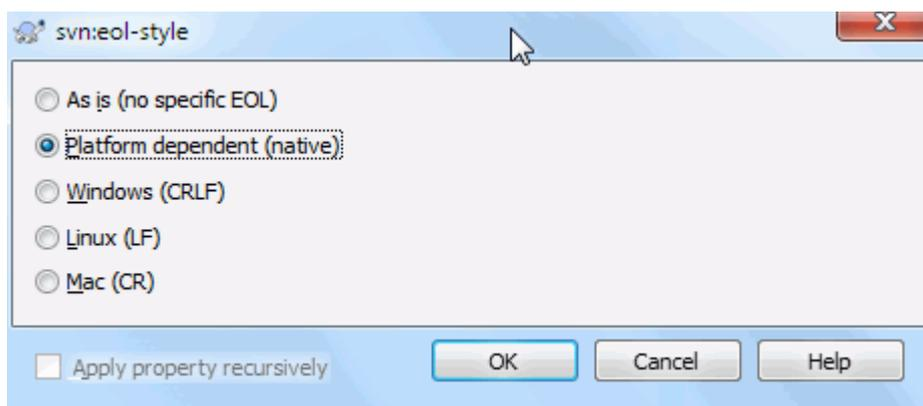 svn:eol-style
As is (no specific EOL)
Platform dependent (native)
Windows (CRLF)
Linux (LF)
Mac (CR)
Apply property recursively
OK
Cancel
Help